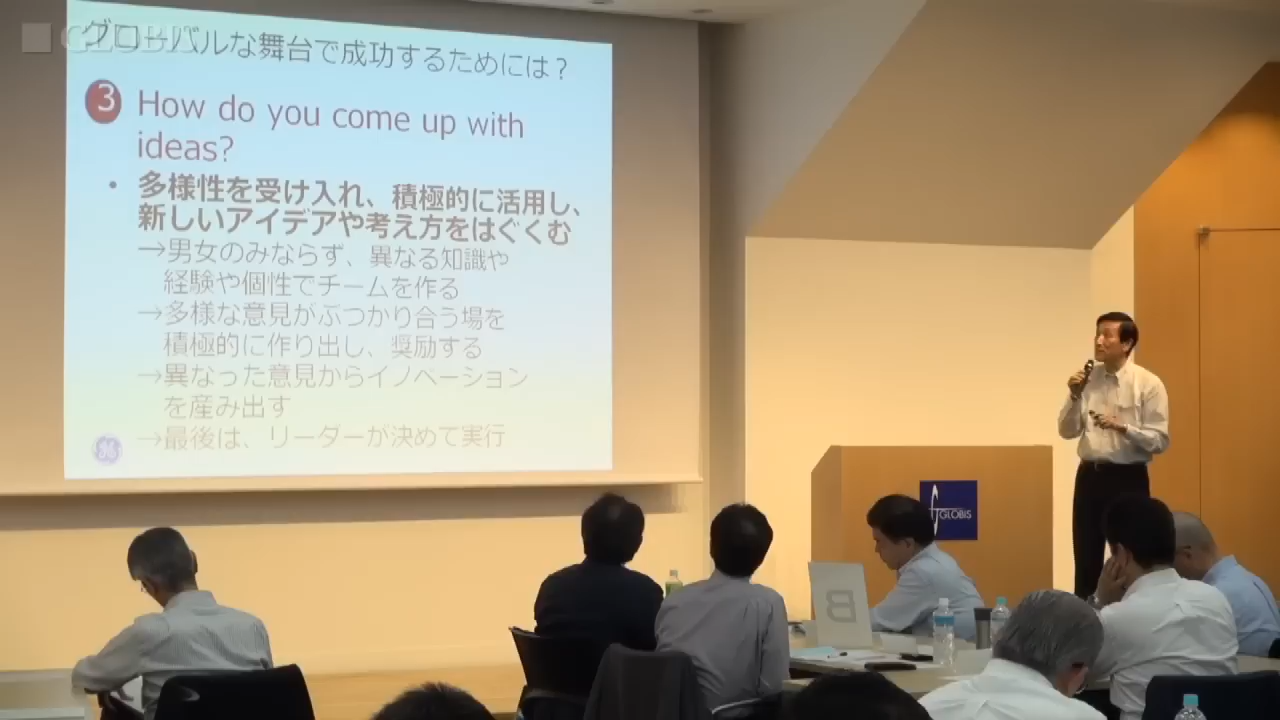 GLOBIS
グローバルな舞台で成功するためには？
3 How do you come up with
ideas?
• 多様性を受け入れ、積極的に活用し、
新しいアイデアや考え方をはぐくむ
→男女のみならず、異なる知識や
経験や個性でチームを作る
→多様な意見がぶつかり合う場を
積極的に作り出し、奨励する
→異なった意見からイノベーション
を産み出す
→最後は、リーダーが決めて実行
GE
GLOBIS
B